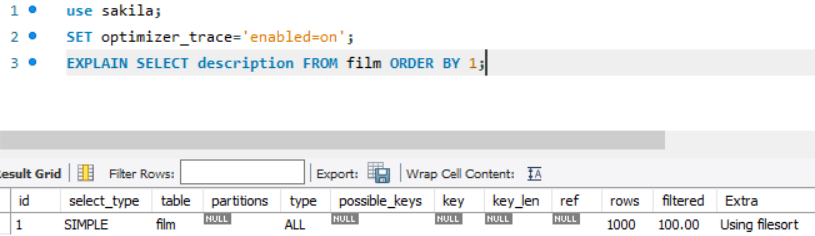 1 use sakila;
2 SET optimizer_trace='enabled=on';
3 EXPLAIN SELECT description FROM film ORDER BY 1;
esult Grid Filter Rows: Export: Wrap Cell Content: IA
id select_type table partitions type possible_keys key key_len ref rows filtered Extra
1 SIMPLE film NULL ALL NULL NULL NULL NULL 1000 100.00 Using filesort